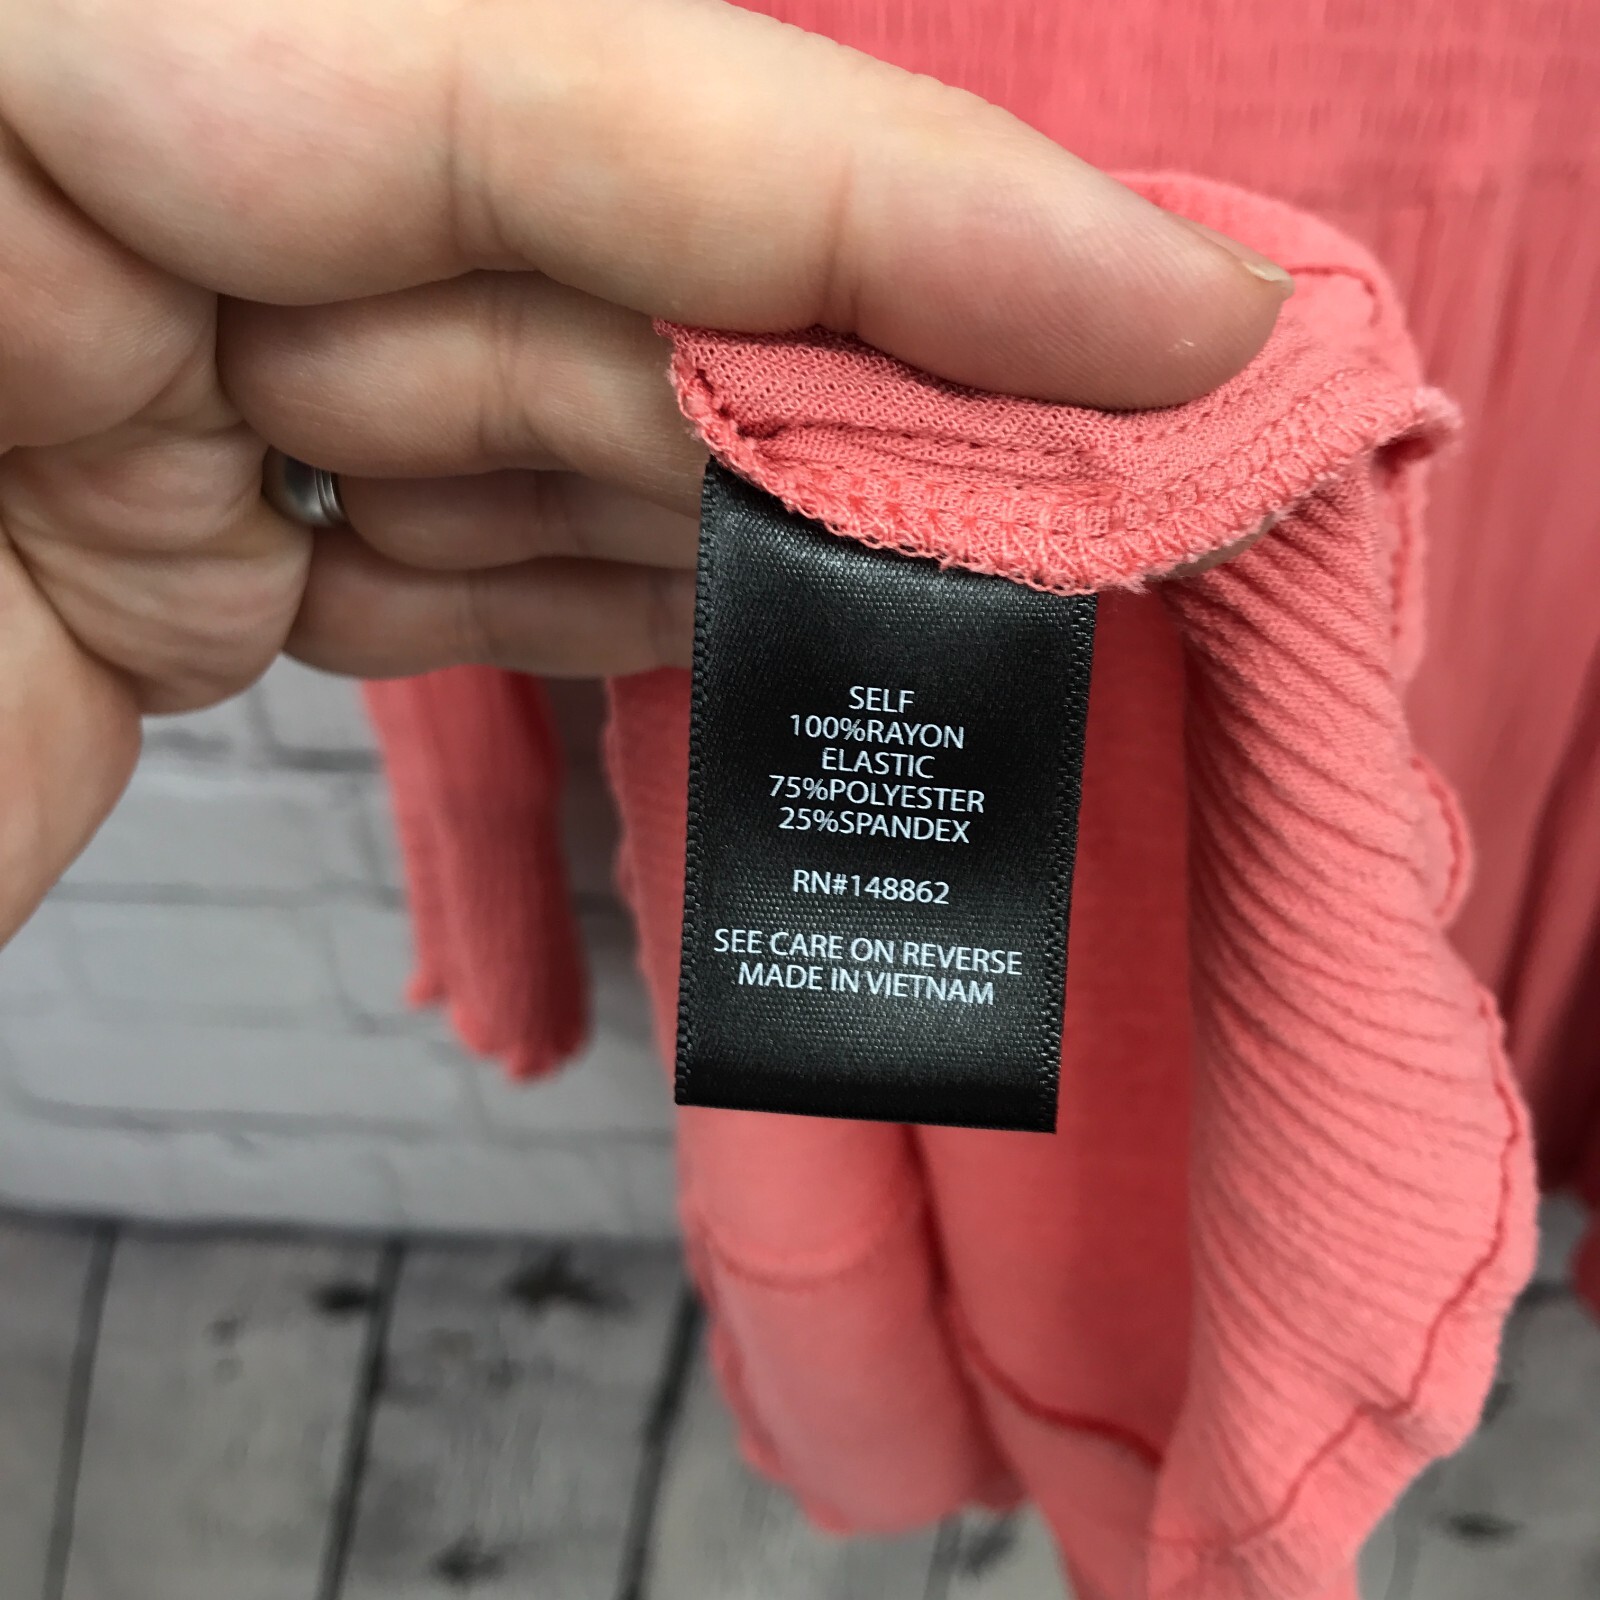 SELF
100%RAYON
ELASTIC
75%POLYESTER
25%SPANDEX
RN#148862
SEE CARE ON REVERSE
MADE IN VIETNAM